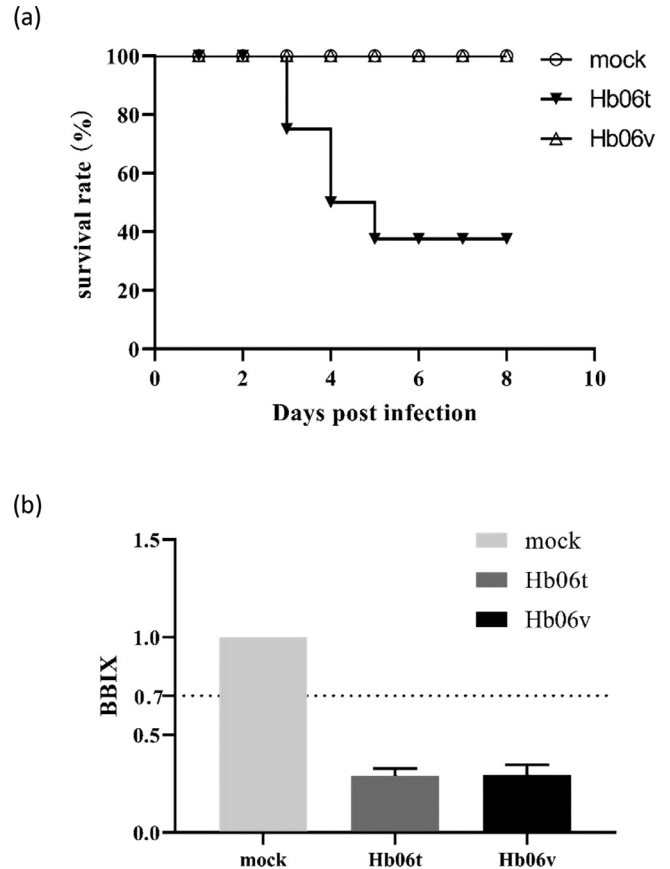 (a)
100
80
60
40
20
0
survival rate (%)
0 2 4 6 8 10
Days post infection
mock
Hb06t
Hb06v
(b)
1.5
1.0
0.7
0.5
0.0
BBIX
mock
Hb06t
Hb06v
mock Hb06t Hb06v